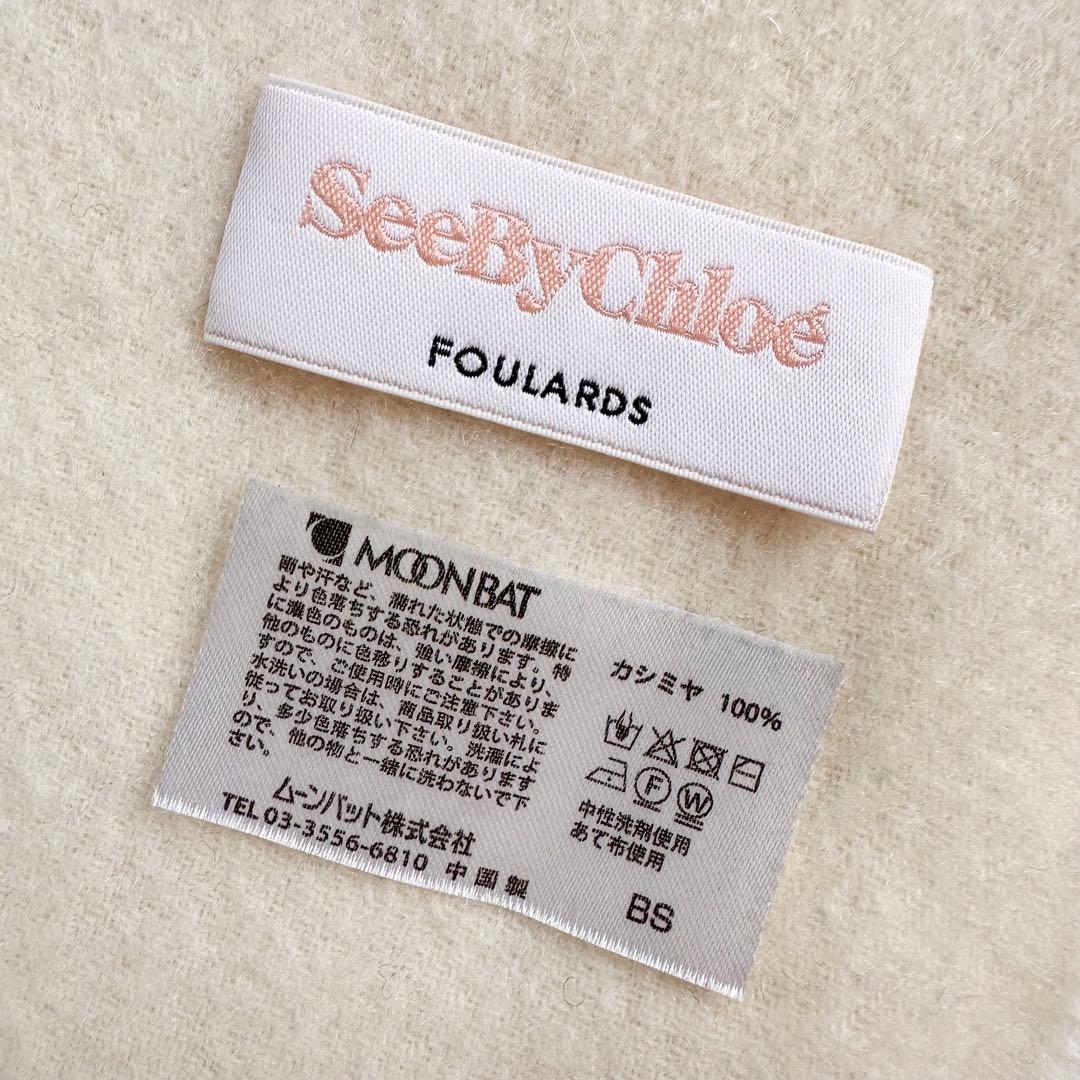 SeeByChloé
FOULARDS
MOONBAT
雨や汗など、濡れた状態での摩擦に
より色落ちする恐れがあります。特
に濃色のものは、強い摩擦により、
他のものに色移りすることがありま
すので、ご使用時にご注意下さい。
水洗いの場合は、商品取り扱い札に
従ってお取り扱い下さい。洗濯によ
り、多少色落ちする恐れがあります
ので、他の物と一緒に洗わないで下
さい。
ムーンバット株式会社
TEL 03-3556-6810 中国製
カシミヤ 100%
F W
中性洗剤使用
あて布使用
BS